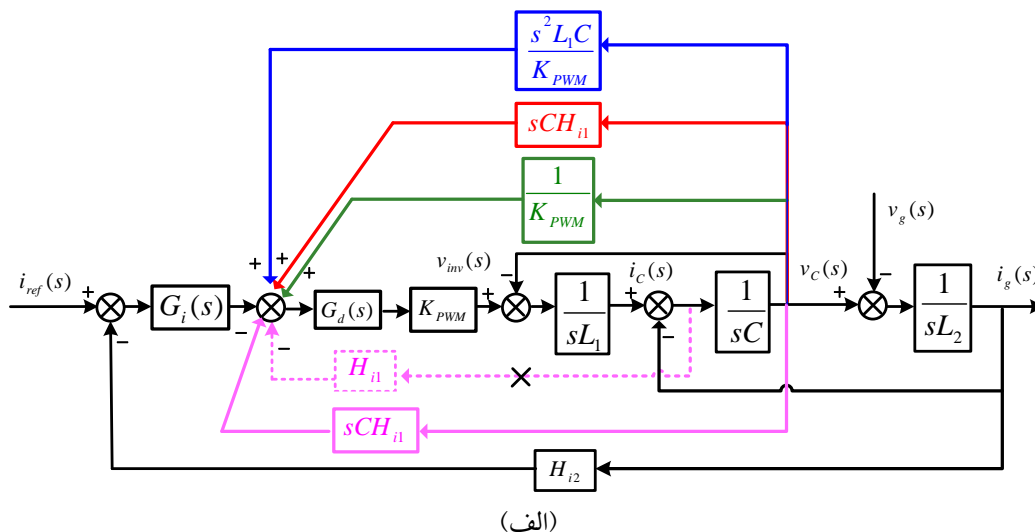 s²L₁C
K_PWM
sCH_i1
1
K_PWM
v_g(s)
i_ref(s)
+
−
G_i(s)
−
+
+
+
−
G_d(s)
K_PWM
v_inv(s)
+
−
1
sL₁
i_C(s)
+
−
1
sC
v_C(s)
+
−
1
sL₂
i_g(s)
H_i1
sCH_i1
H_i2
(الف)